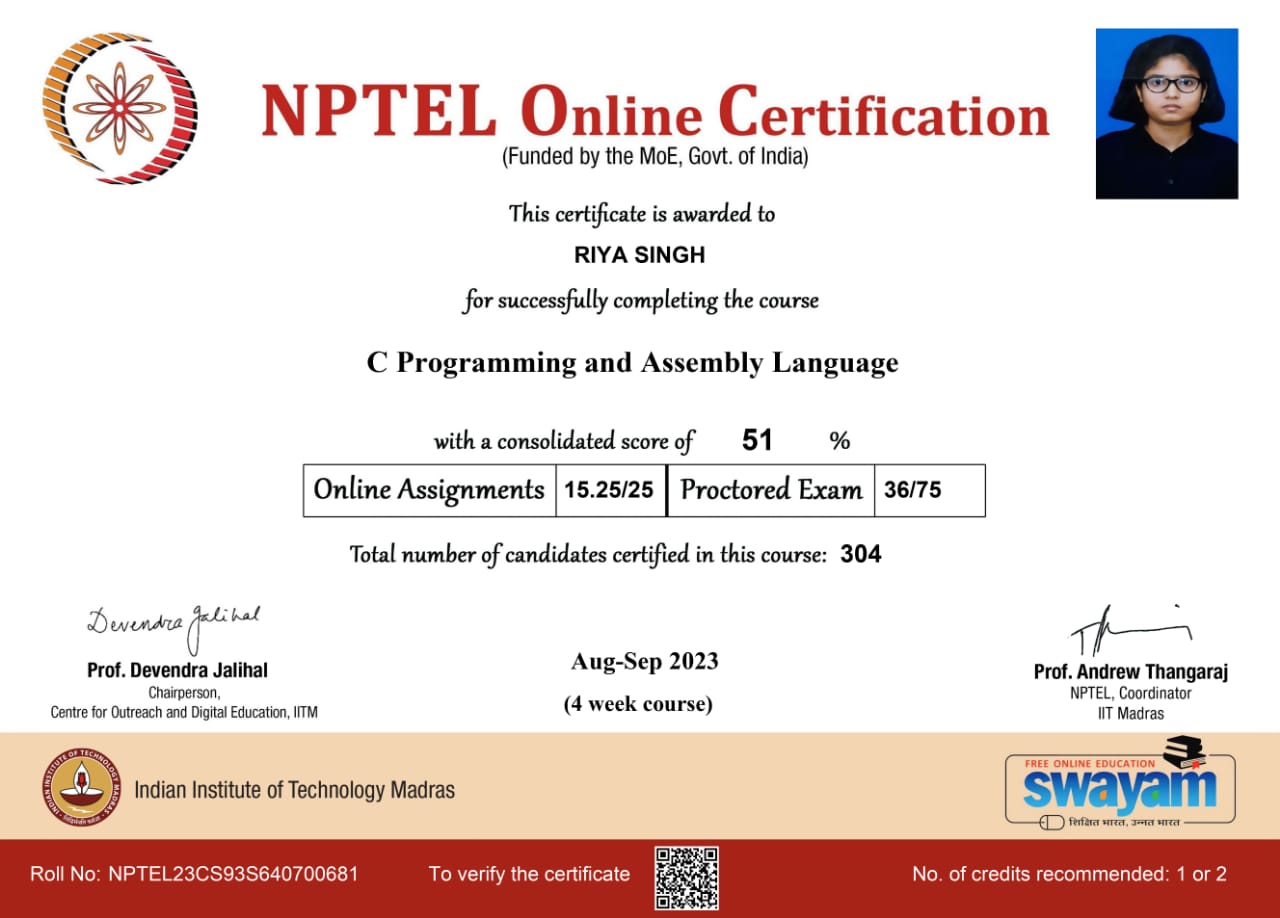 NPTEL Online Certification
(Funded by the MoE, Govt. of India)
This certificate is awarded to
RIYA SINGH
for successfully completing the course
C Programming and Assembly Language
with a consolidated score of 51 %
Online Assignments 15.25/25 Proctored Exam 36/75
Total number of candidates certified in this course: 304
Devendra Jalihal
Prof. Devendra Jalihal
Chairperson,
Centre for Outreach and Digital Education, IITM
Aug-Sep 2023
(4 week course)
Prof. Andrew Thangaraj
NPTEL, Coordinator
IIT Madras
INDIAN INSTITUTE OF TECHNOLOGY MADRAS
Indian Institute of Technology Madras
FREE ONLINE EDUCATION
swayam
शिक्षित भारत, उन्नत भारत
Roll No: NPTEL23CS93S640700681
To verify the certificate
No. of credits recommended: 1 or 2